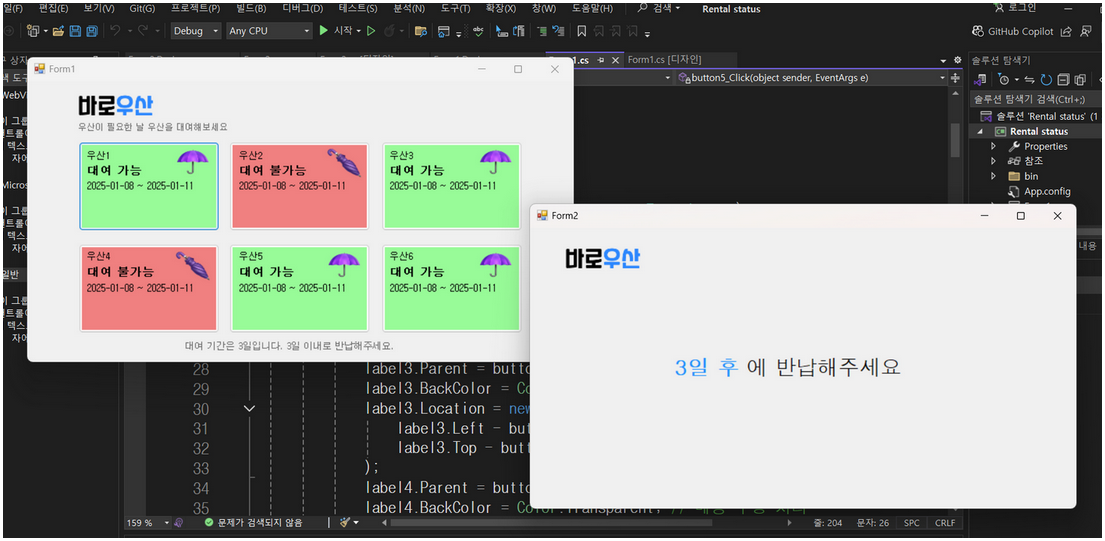 편집(E) 보기(V) Git(G) 프로젝트(P) 빌드(B) 디버그(D) 테스트(S) 분석(N) 도구(T) 확장(X) 창(W) 도움말(H) 검색 Rental status 로그인
Debug Any CPU 시작 GitHub Copilot
Form1.cs [디자인]
button5_Click(object sender, EventArgs e)
솔루션 탐색기
솔루션 탐색기 검색(Ctrl+;)
솔루션 'Rental status' (1
Rental status
Properties
참조
bin
App.config
내용
Form1
바로우산
우산이 필요한 날 우산을 대여해보세요
우산1
대여 가능
2025-01-08 ~ 2025-01-11
우산2
대여 불가능
2025-01-08 ~ 2025-01-11
우산3
대여 가능
2025-01-08 ~ 2025-01-11
우산4
대여 불가능
2025-01-08 ~ 2025-01-11
우산5
대여 가능
2025-01-08 ~ 2025-01-11
우산6
대여 가능
2025-01-08 ~ 2025-01-11
대여 기간은 3일입니다. 3일 이내로 반납해주세요.
Form2
바로우산
3일 후 에 반납해주세요
28 label3.Parent =
29 label3.BackColor =
30 label3.Location =
31 label3.Left -
32 label3.Top -
33 );
34 label4.Parent =
35 label4.BackColor =
159 % 문제가 검색되지 않음 줄: 204 문자: 26 SPC CRLF